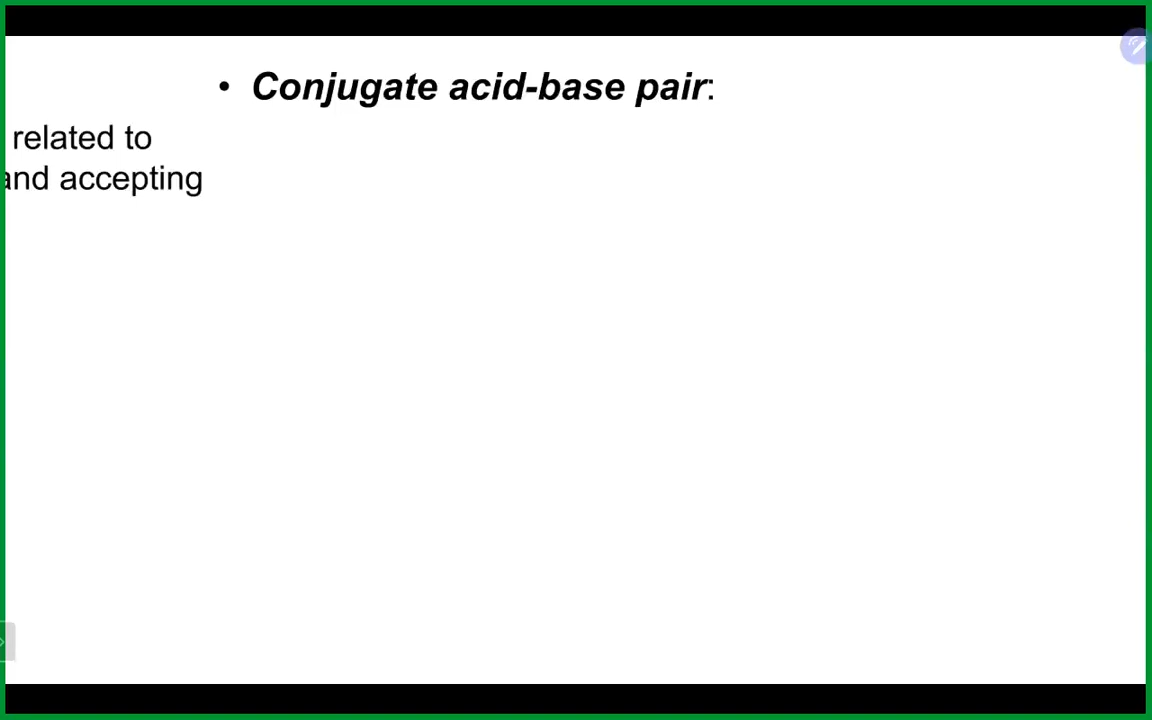 • Conjugate acid-base pair:
related to
and accepting